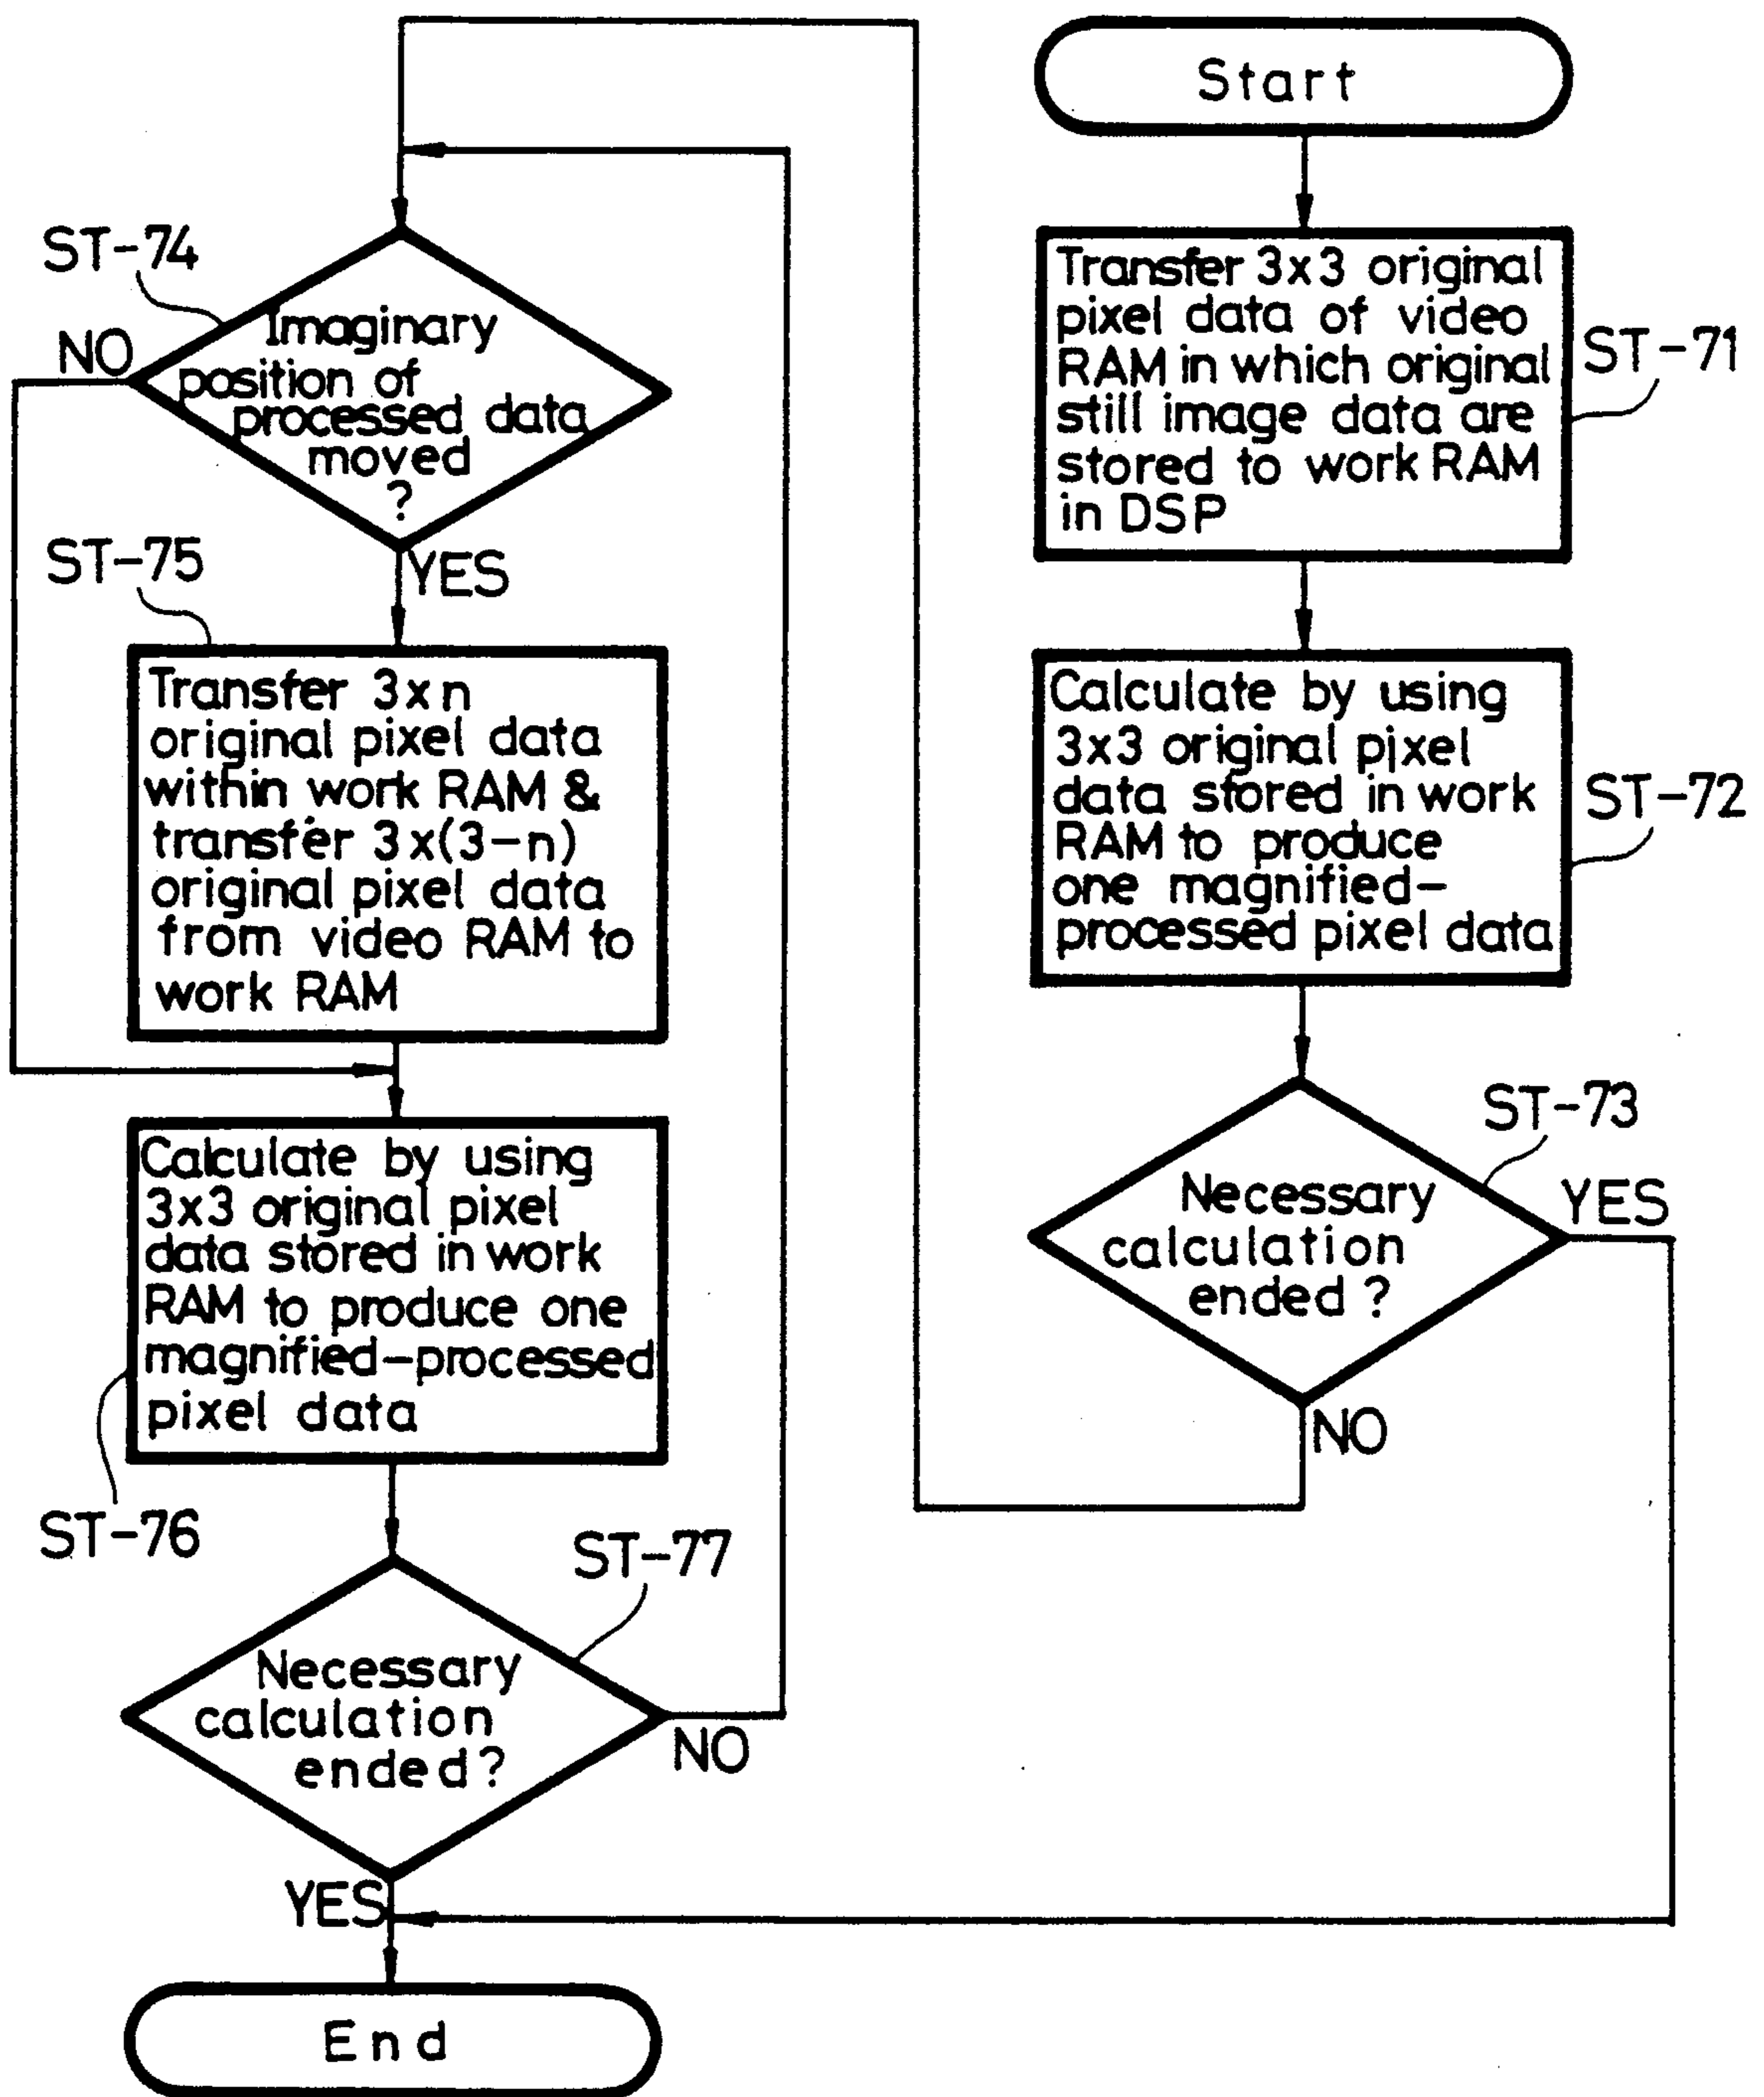 Start
Transfer 3x3 original
pixel data of video
RAM in which original
still image data are
stored to work RAM
in DSP
ST-71
Calculate by using
3x3 original pixel
data stored in work
RAM to produce
one magnified-
processed pixel data
ST-72
ST-73
Necessary
calculation
ended ?
YES
NO
ST-74
NO
Imaginary
position of
processed data
moved
?
YES
ST-75
Transfer 3xn
original pixel data
within work RAM &
transfer 3x(3-n)
original pixel data
from video RAM to
work RAM
Calculate by using
3x3 original pixel
data stored in work
RAM to produce one
magnified-processed
pixel data
ST-76
ST-77
Necessary
calculation
ended ?
NO
YES
End